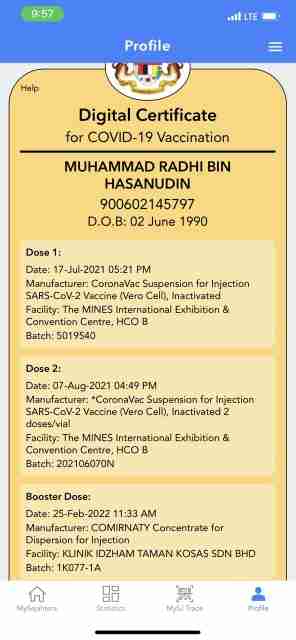 9:57
LTE
Profile
Help
Digital Certificate
for COVID-19 Vaccination
MUHAMMAD RADHI BIN
HASANUDIN
900602145797
D.O.B: 02 June 1990
Dose 1:
Date: 17-Jul-2021 05:21 PM
Manufacturer: CoronaVac Suspension for Injection
SARS-CoV-2 Vaccine (Vero Cell), Inactivated
Facility: The MINES International Exhibition &
Convention Centre, HCO B
Batch: 5019540
Dose 2:
Date: 07-Aug-2021 04:49 PM
Manufacturer: *CoronaVac Suspension for Injection
SARS-CoV-2 Vaccine (Vero Cell), Inactivated 2
doses/vial
Facility: The MINES International Exhibition &
Convention Centre, HCO B
Batch: 202106070N
Booster Dose:
Date: 25-Feb-2022 11:33 AM
Manufacturer: COMIRNATY Concentrate for
Dispersion for Injection
Facility: KLINIK IDZHAM TAMAN KOSAS SDN BHD
Batch: 1K077-1A
MySejahtera Statistics MySJ Trace Profile